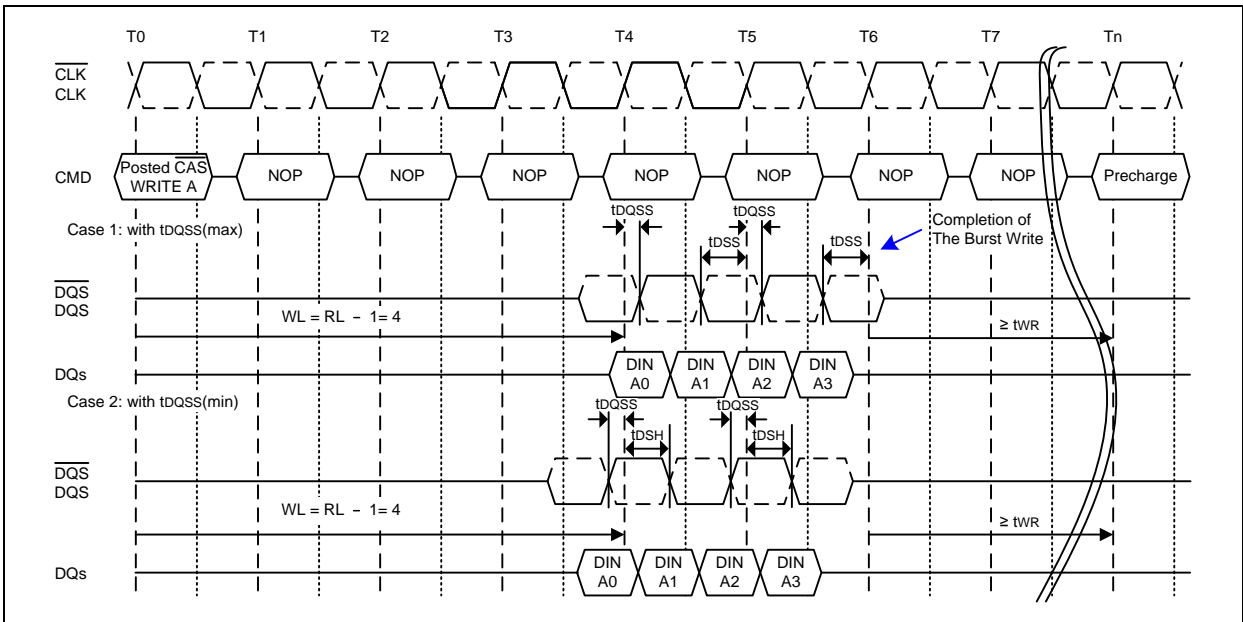 T0 T1 T2 T3 T4 T5 T6 T7 Tn
CLK
CLK
CMD
Posted CAS
WRITE A
NOP NOP NOP NOP NOP NOP NOP Precharge
Case 1: with tDQSS(max)
tDQSS tDQSS
tDSS tDSS
Completion of
The Burst Write
DQS
DQS
WL = RL − 1= 4
≥ tWR
DQs
DIN
A0
DIN
A1
DIN
A2
DIN
A3
Case 2: with tDQSS(min)
tDQSS tDQSS
tDSH tDSH
DQS
DQS
WL = RL − 1= 4
≥ tWR
DQs
DIN
A0
DIN
A1
DIN
A2
DIN
A3